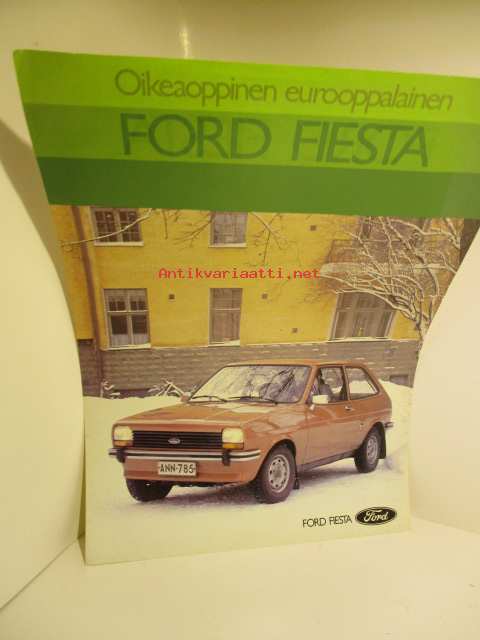 Oikeaoppinen eurooppalainen
FORD FIESTA
Antikvariaatti.net
ANN-785
FORD FIESTA Ford